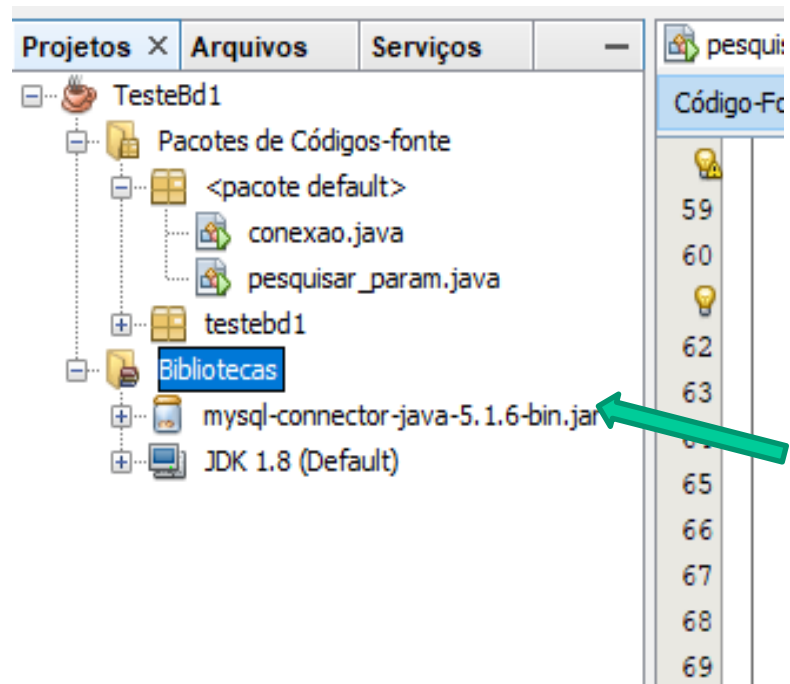 Projetos × Arquivos Serviços
TesteBd1
Pacotes de Códigos-fonte
<pacote default>
conexao.java
pesquisar_param.java
testebd1
Bibliotecas
mysql-connector-java-5.1.6-bin.jar
JDK 1.8 (Default)
pesquis
Código-Fo
59
60
62
63
65
66
67
68
69